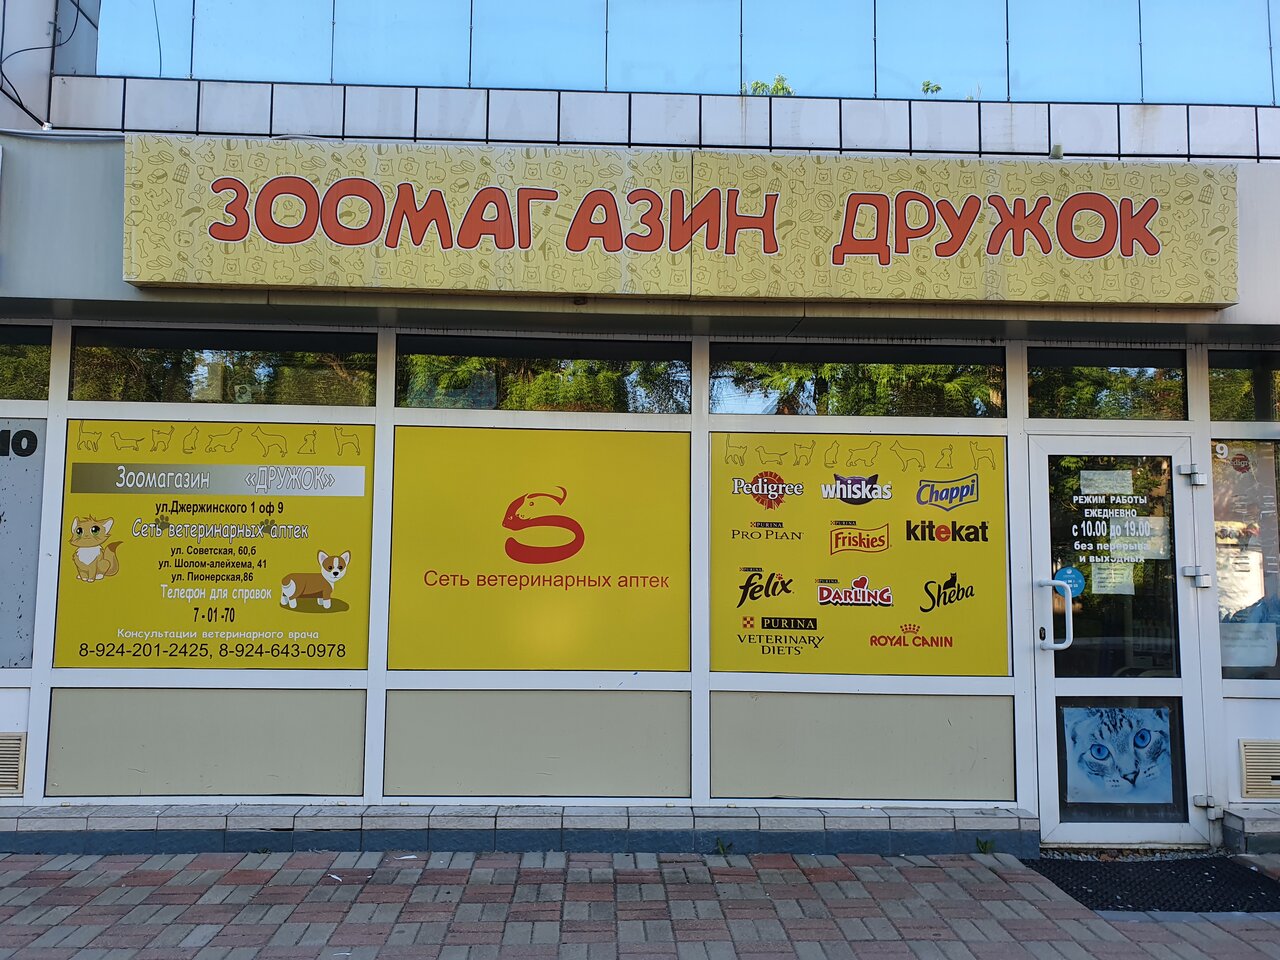 ЗООМАГАЗИН ДРУЖОК
Зоомагазин «ДРУЖОК»
ул.Джержинского 1 оф 9
Сеть ветеринарных аптек
ул. Советская, 60,б
ул. Шолом-алейхема, 41
ул. Пионерская,86
Телефон для справок
7-01-70
Консультации ветеринарного врача
8-924-201-2425, 8-924-643-0978
Сеть ветеринарных аптек
Pedigree whiskas Chappi
PURINA PRO PLAN PURINA Friskies kitekat
PURINA felix PURINA DARLING Sheba
PURINA VETERINARY DIETS ROYAL CANIN
РЕЖИМ РАБОТЫ
ЕЖЕДНЕВНО
с 10.00 до 19.00
без перерыва
и выходных
9
Pedigree